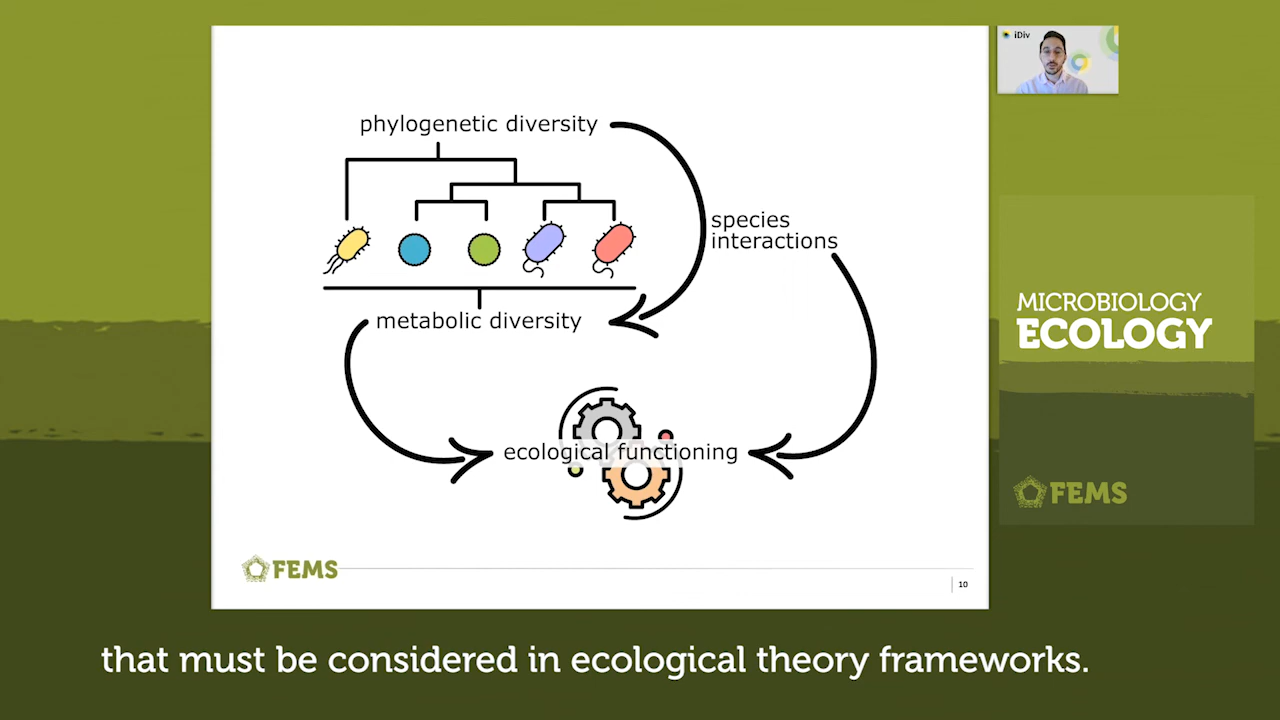 iDiv
phylogenetic diversity
species
interactions
metabolic diversity
ecological functioning
MICROBIOLOGY
ECOLOGY
FEMS
FEMS
10
that must be considered in ecological theory frameworks.